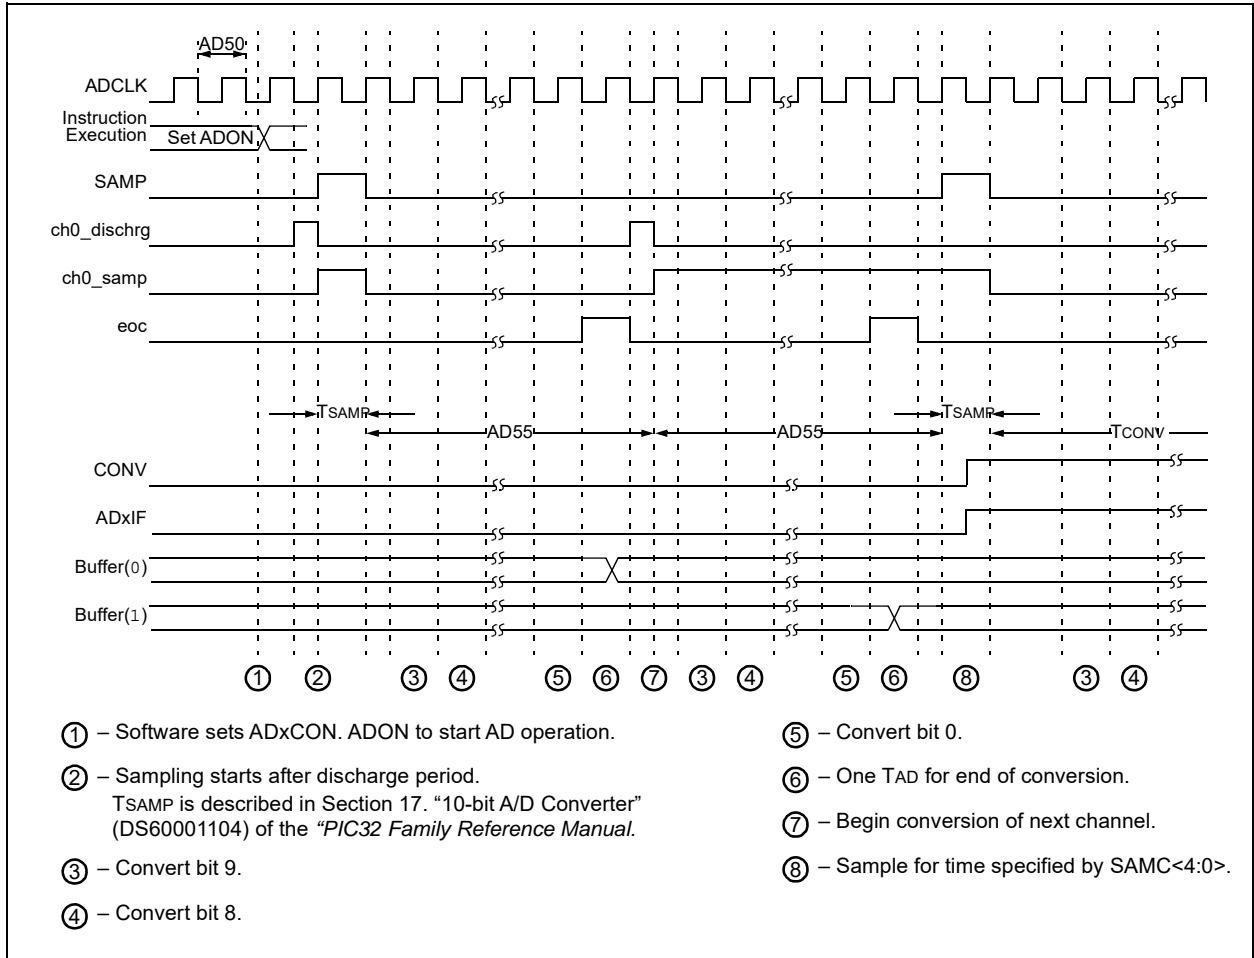 AD50
ADCLK
Instruction
Execution
Set ADON
SAMP
ch0_dischrg
ch0_samp
eoc
TSAMP
TSAMP
AD55
AD55
TCONV
CONV
ADxIF
Buffer(0)
Buffer(1)
1 2 3 4 5 6 7 3 4 5 6 8 3 4
1 – Software sets ADxCON. ADON to start AD operation.
2 – Sampling starts after discharge period.
TSAMP is described in Section 17. “10-bit A/D Converter”
(DS60001104) of the “PIC32 Family Reference Manual.
3 – Convert bit 9.
4 – Convert bit 8.
5 – Convert bit 0.
6 – One TAD for end of conversion.
7 – Begin conversion of next channel.
8 – Sample for time specified by SAMC<4:0>.